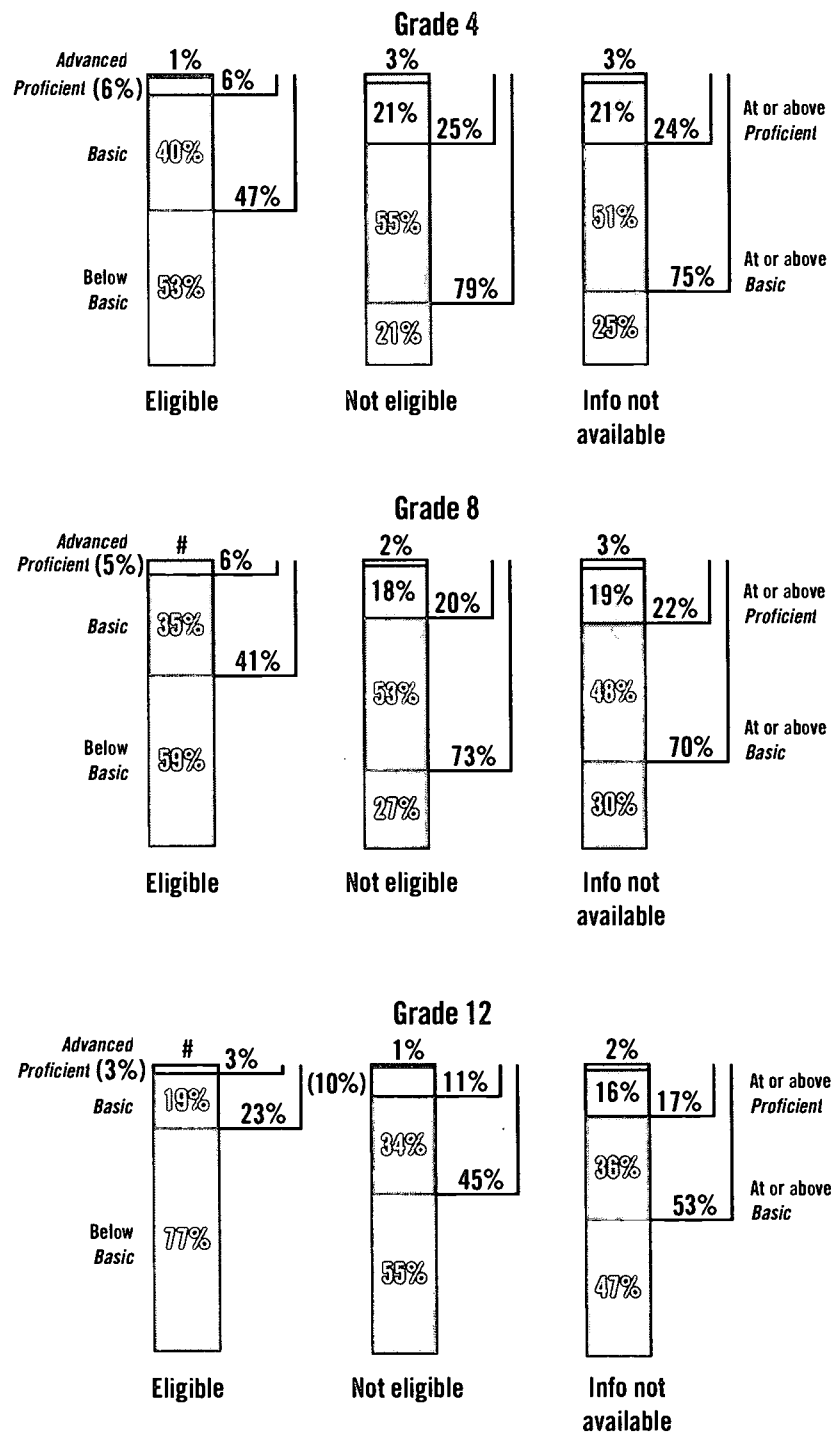 Grade 4
Advanced 1% 3% 3%
Proficient (6%) 6% 21% 25% 21% 24% At or above
Proficient
Basic 40% 47% 55% 51%
Below
Basic 53% 79% 75% At or above
Basic
21% 25%
Eligible Not eligible Info not
available
Grade 8
Advanced # 2% 3%
Proficient (5%) 6% 18% 20% 19% 22% At or above
Proficient
Basic 35% 41% 53% 48%
Below
Basic 59% 73% 70% At or above
Basic
27% 30%
Eligible Not eligible Info not
available
Grade 12
Advanced # 1% 2%
Proficient (3%) 3% (10%) 11% 16% 17% At or above
Proficient
Basic 19% 23% 34% 45% 36% 53% At or above
Basic
Below
Basic 77% 55% 47%
Eligible Not eligible Info not
available